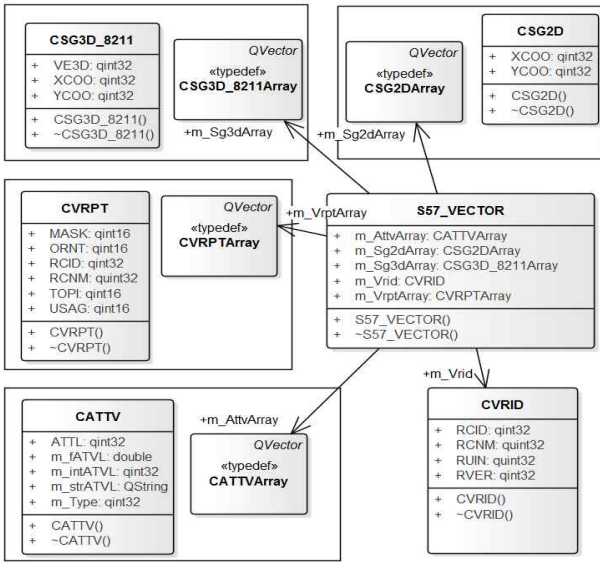 CSG3D_8211
+ VE3D: qint32
+ XCOO: qint32
+ YCOO: qint32
+ CSG3D_8211()
+ ~CSG3D_8211()
QVector
«typedef»
CSG3D_8211Array
+m_Sg3dArray
QVector
«typedef»
CSG2DArray
+m_Sg2dArray
CSG2D
+ XCOO: qint32
+ YCOO: qint32
+ CSG2D()
+ ~CSG2D()
CVRPT
+ MASK: qint16
+ ORNT: qint16
+ RCID: qint32
+ RCNM: quint32
+ TOPI: qint16
+ USAG: qint16
+ CVRPT()
+ ~CVRPT()
QVector
«typedef»
CVRPTArray
+m_VrptArray
S57_VECTOR
+ m_AttvArray: CATTVArray
+ m_Sg2dArray: CSG2DArray
+ m_Sg3dArray: CSG3D_8211Array
+ m_Vrid: CVRID
+ m_VrptArray: CVRPTArray
+ S57_VECTOR()
+ ~S57_VECTOR()
CATTV
+ ATTL: qint32
+ m_fATVL: double
+ m_intATVL: qint32
+ m_strATVL: QString
+ m_Type: qint32
+ CATTV()
+ ~CATTV()
+m_AttvArray
QVector
«typedef»
CATTVArray
+m_Vrid
CVRID
+ RCID: qint32
+ RCNM: quint32
+ RUIN: quint32
+ RVER: qint32
+ CVRID()
+ ~CVRID()